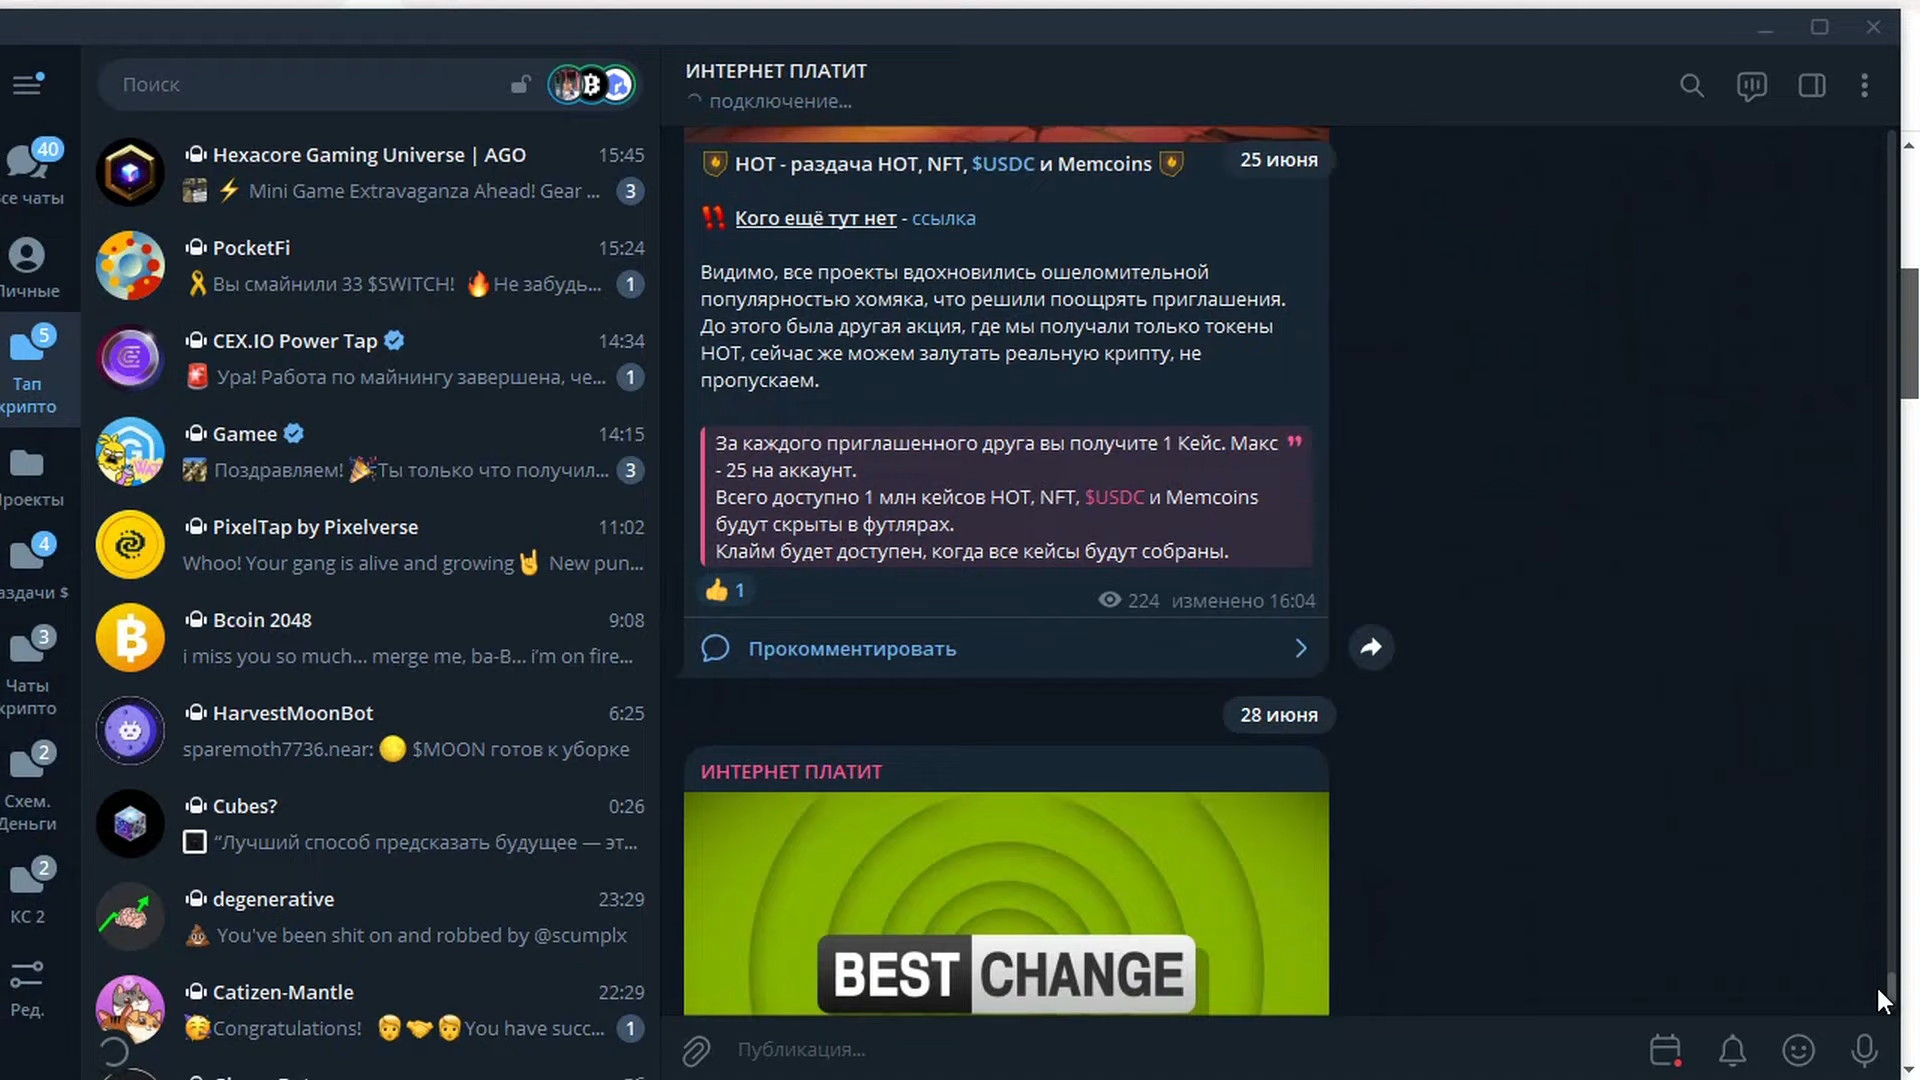 Поиск
40
се чаты
Личные
5
Тап
крипто
Проекты
4
аздачи $
3
Чаты
крипто
2
Схем.
Деньги
2
КС 2
Ред.
Hexacore Gaming Universe | AGO 15:45
⚡ Mini Game Extravaganza Ahead! Gear ... 3
PocketFi 15:24
🎗Вы смайнили 33 $SWITCH! 🔥Не забудь... 1
CEX.IO Power Tap 14:34
🚨 Ура! Работа по майнингу завершена, че... 1
Gamee 14:15
Поздравляем! 🎉Ты только что получил... 3
PixelTap by Pixelverse 11:02
Whoo! Your gang is alive and growing🤘 New pun...
Bcoin 2048 9:08
i miss you so much... merge me, ba-B... i'm on fire...
HarvestMoonBot 6:25
sparemoth7736.near: 🌕 $MOON готов к уборке
Cubes? 0:26
“Лучший способ предсказать будущее — эт...
degenerative 23:29
💩 You've been shit on and robbed by @scumplx
Catizen-Mantle 22:29
🥳Congratulations! You have succ... 1
ИНТЕРНЕТ ПЛАТИТ
подключение...
25 июня
HOT - раздача HOT, NFT, $USDC и Memcoins
‼ Кого ещё тут нет - ссылка
Видимо, все проекты вдохновились ошеломительной
популярностью хомяка, что решили поощрять приглашения.
До этого была другая акция, где мы получали только токены
HOT, сейчас же можем залутать реальную крипту, не
пропускаем.
За каждого приглашенного друга вы получите 1 Кейс. Макс
- 25 на аккаунт.
Всего доступно 1 млн кейсов HOT, NFT, $USDC и Memcoins
будут скрыты в футлярах.
Клайм будет доступен, когда все кейсы будут собраны.
👍 1
224 изменено 16:04
Прокомментировать
28 июня
ИНТЕРНЕТ ПЛАТИТ
BEST CHANGE
Публикация...